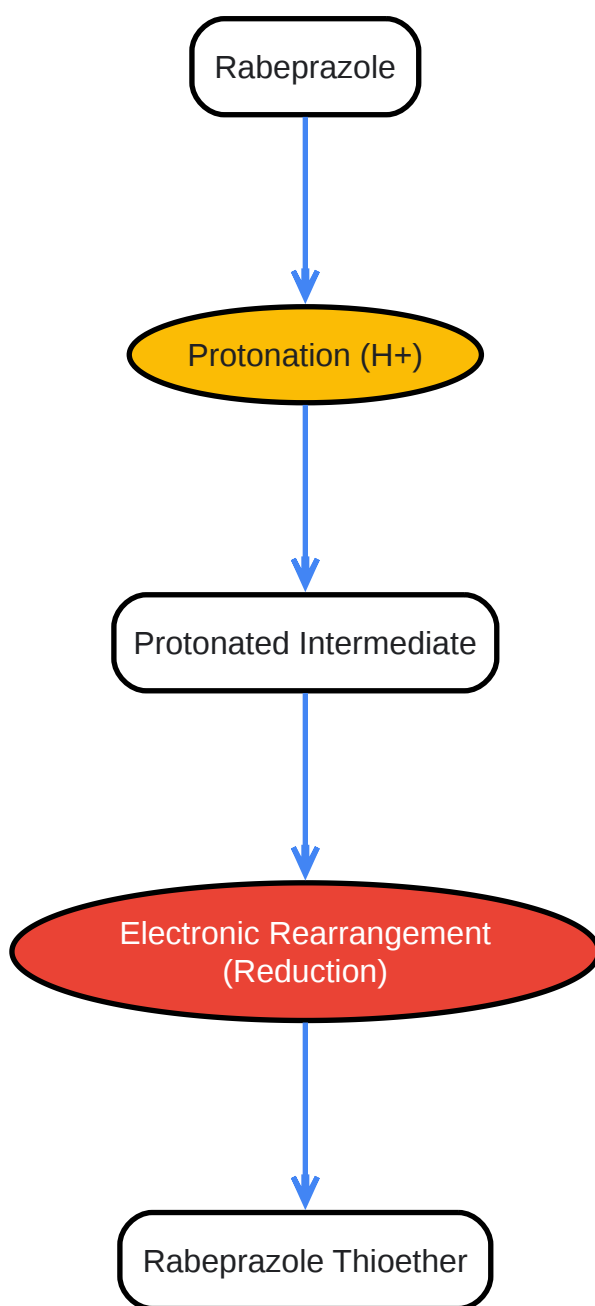 Rabeprazole
Protonation (H+)
Protonated Intermediate
Electronic Rearrangement
(Reduction)
Rabeprazole Thioether